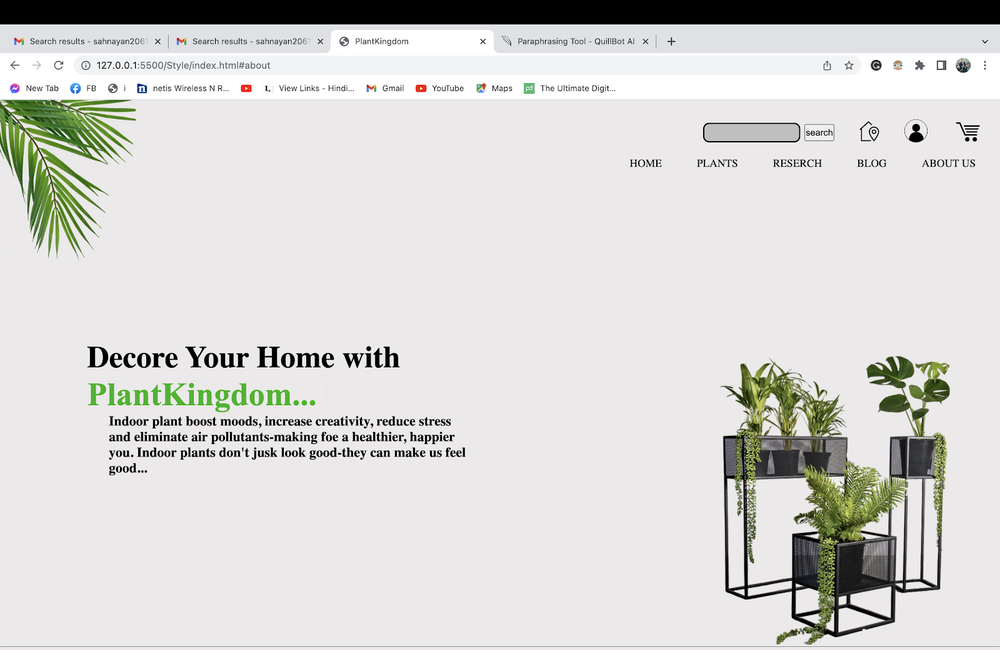 Search results - sahnayan2061
Search results - sahnayan2061
PlantKingdom
Paraphrasing Tool - QuillBot AI
127.0.0.1:5500/Style/index.html#about
New Tab
FB
i
netis Wireless N R...
View Links - Hindi...
Gmail
YouTube
Maps
pd
The Ultimate Digit...
search
HOME
PLANTS
RESERCH
BLOG
ABOUT US
Decore Your Home with
PlantKingdom...
Indoor plant boost moods, increase creativity, reduce stress
and eliminate air pollutants-making foe a healthier, happier
you. Indoor plants don't jusk look good-they can make us feel
good...